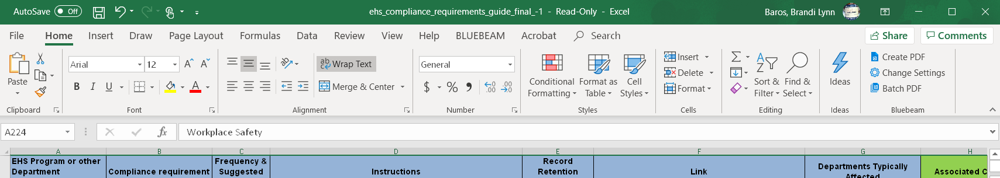 AutoSave Off ehs_compliance_requirements_guide_final_-1 - Read-Only - Excel Baros, Brandi Lynn
File Home Insert Draw Page Layout Formulas Data Review View Help BLUEBEAM Acrobat Search Share Comments
Paste
Clipboard
Arial 12 A^ A˅
B I U A
Font
ab Wrap Text
Merge & Center
Alignment
General
$ % , .00 .00
Number
Conditional Formatting
Format as Table
Cell Styles
Styles
Insert
Delete
Format
Cells
Sort & Filter
Find & Select
Editing
Ideas
Ideas
Create PDF
Change Settings
Batch PDF
Bluebeam
A224 fx Workplace Safety
A B C D E F G H
EHS Program or other Department
Compliance requirement
Frequency & Suggested
Instructions
Record Retention
Link
Departments Typically Affected
Associated C